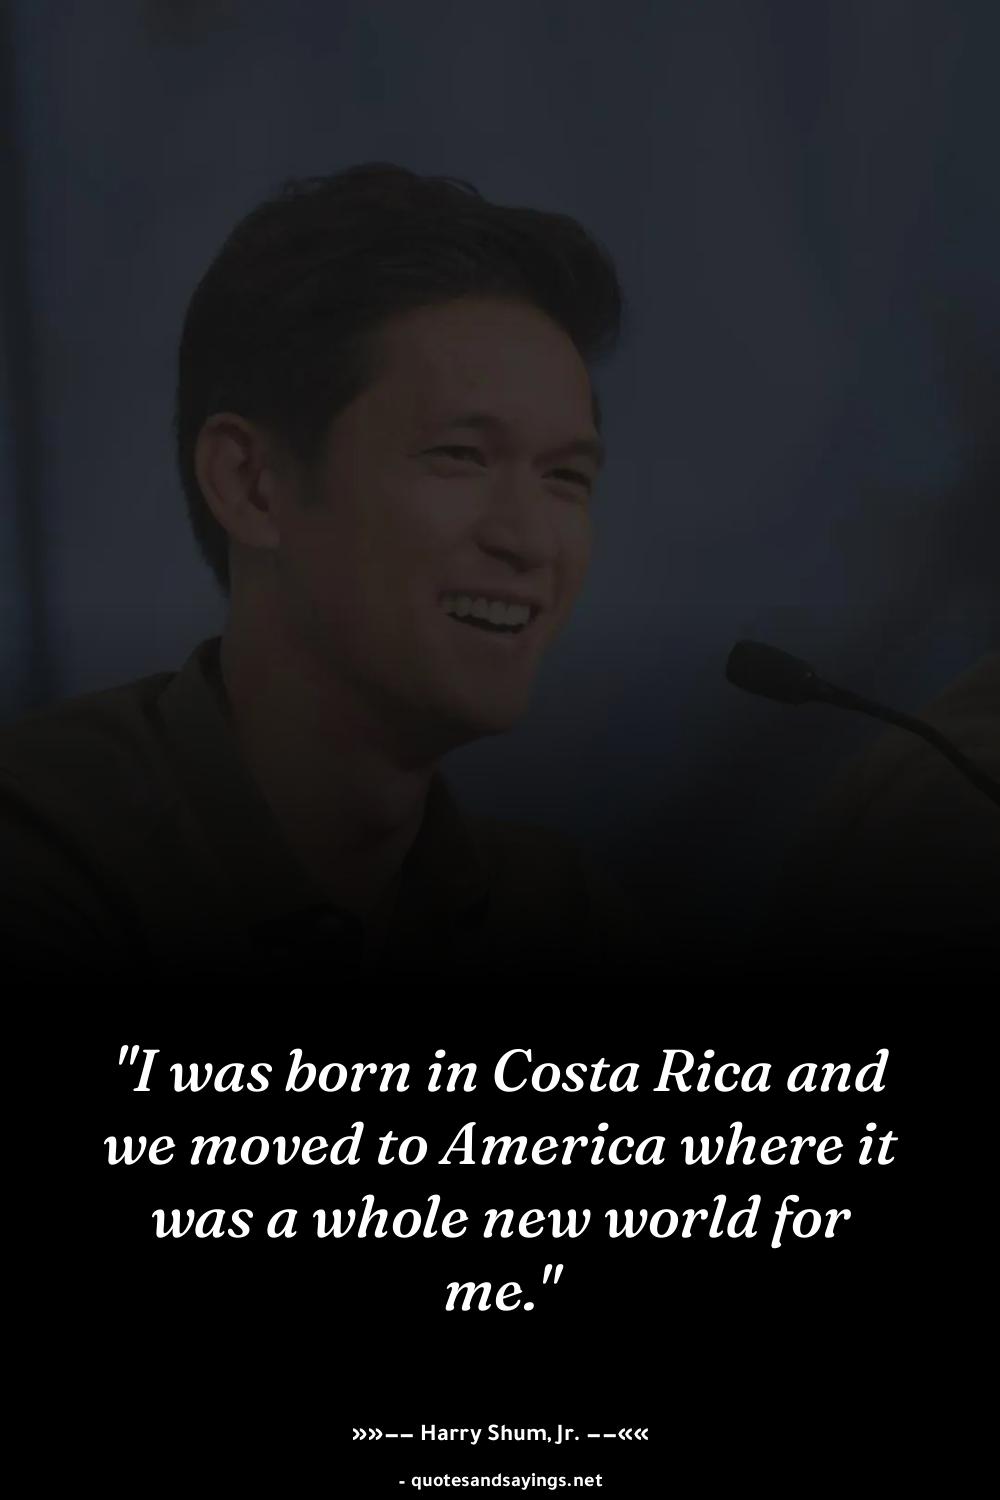 "I was born in Costa Rica and
we moved to America where it
was a whole new world for
me."
»»–– Harry Shum, Jr. ––««
- quotesandsayings.net